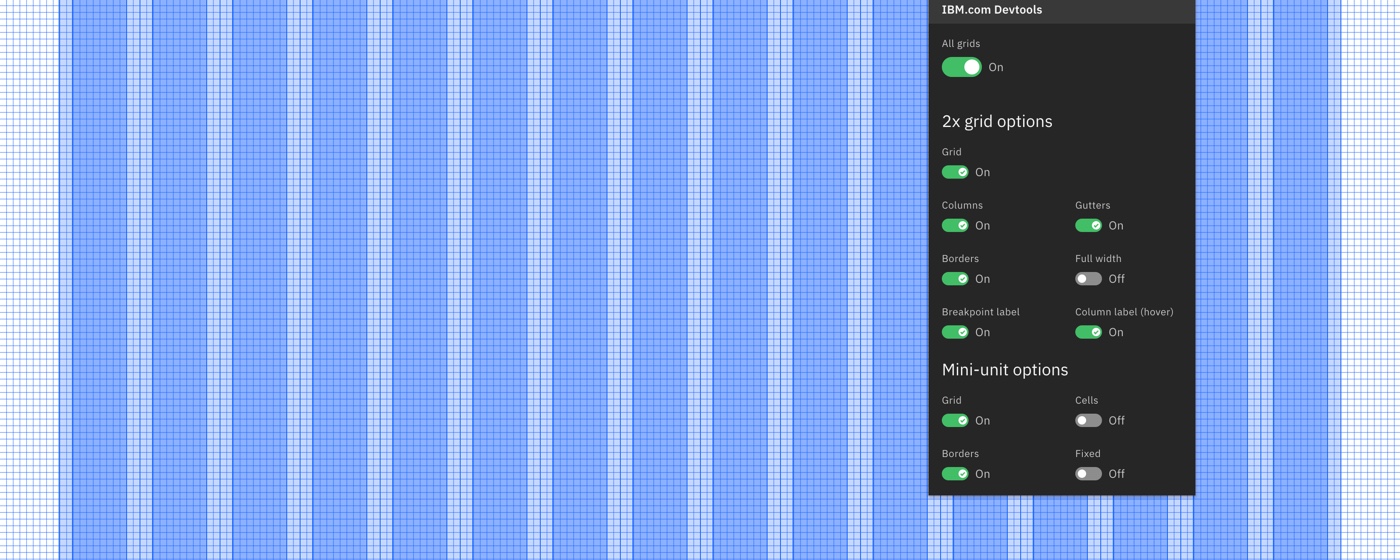 IBM.com Devtools
All grids
On
2x grid options
Grid
On
Columns
Gutters
On
On
Borders
Full width
On
Off
Breakpoint label
Column label (hover)
On
On
Mini-unit options
Grid
Cells
On
Off
Borders
Fixed
On
Off